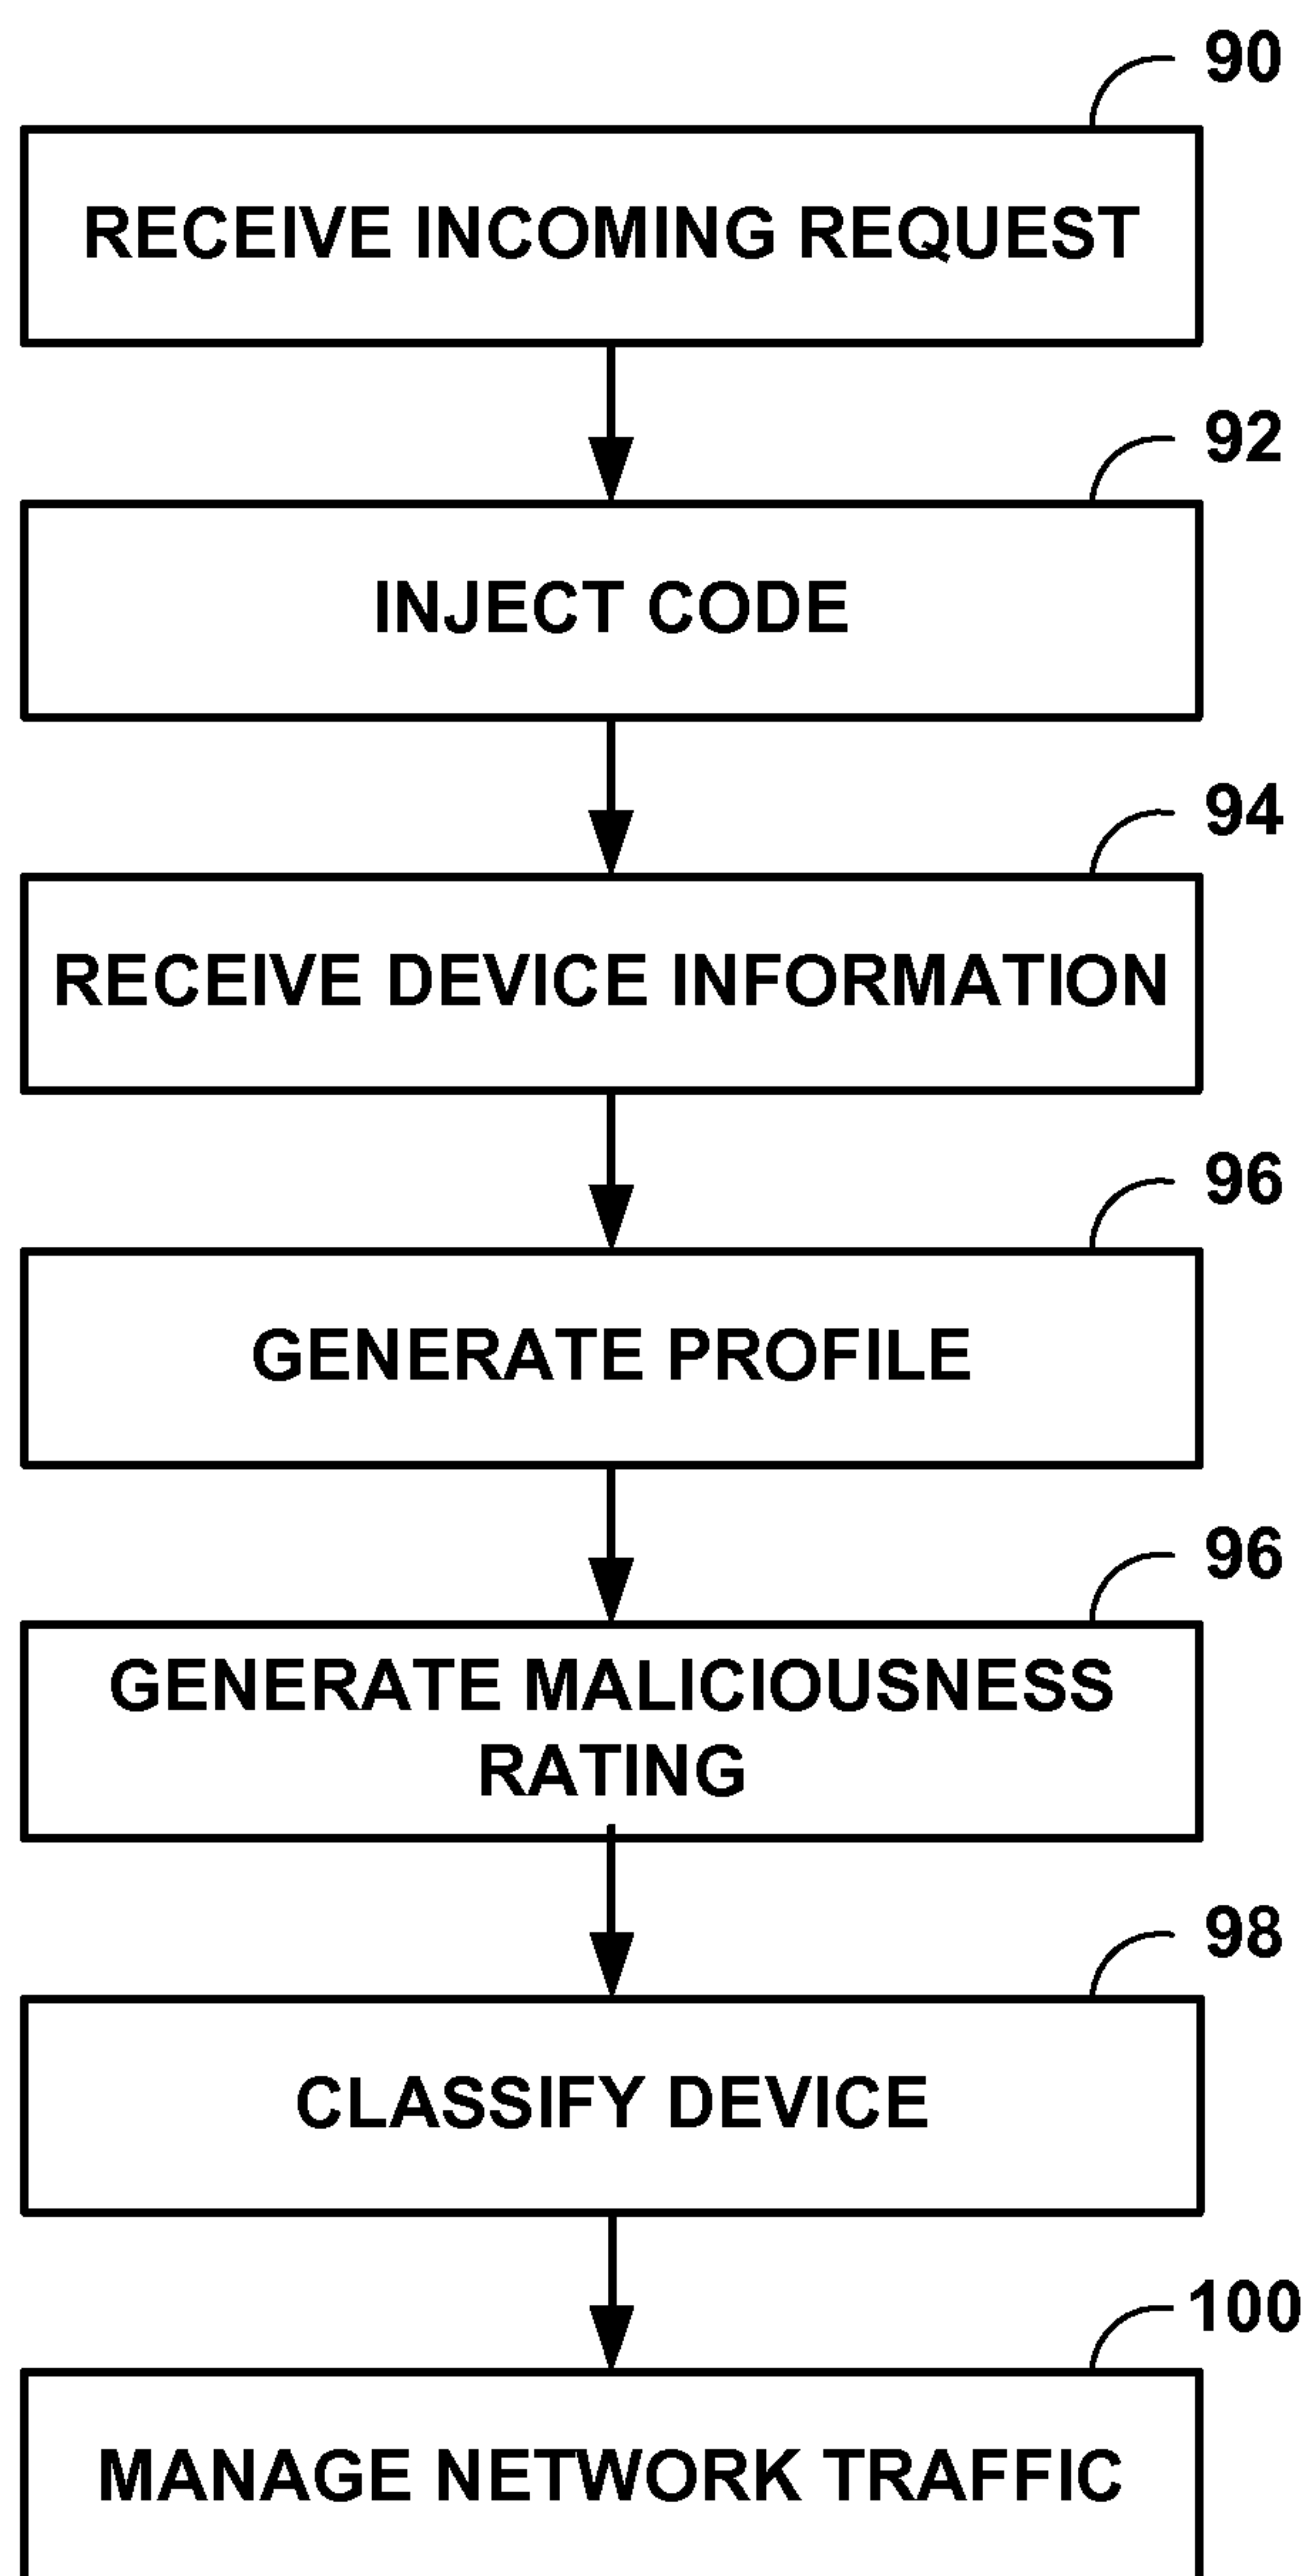 90
RECEIVE INCOMING REQUEST
92
INJECT CODE
94
RECEIVE DEVICE INFORMATION
96
GENERATE PROFILE
96
GENERATE MALICIOUSNESS
RATING
98
CLASSIFY DEVICE
100
MANAGE NETWORK TRAFFIC